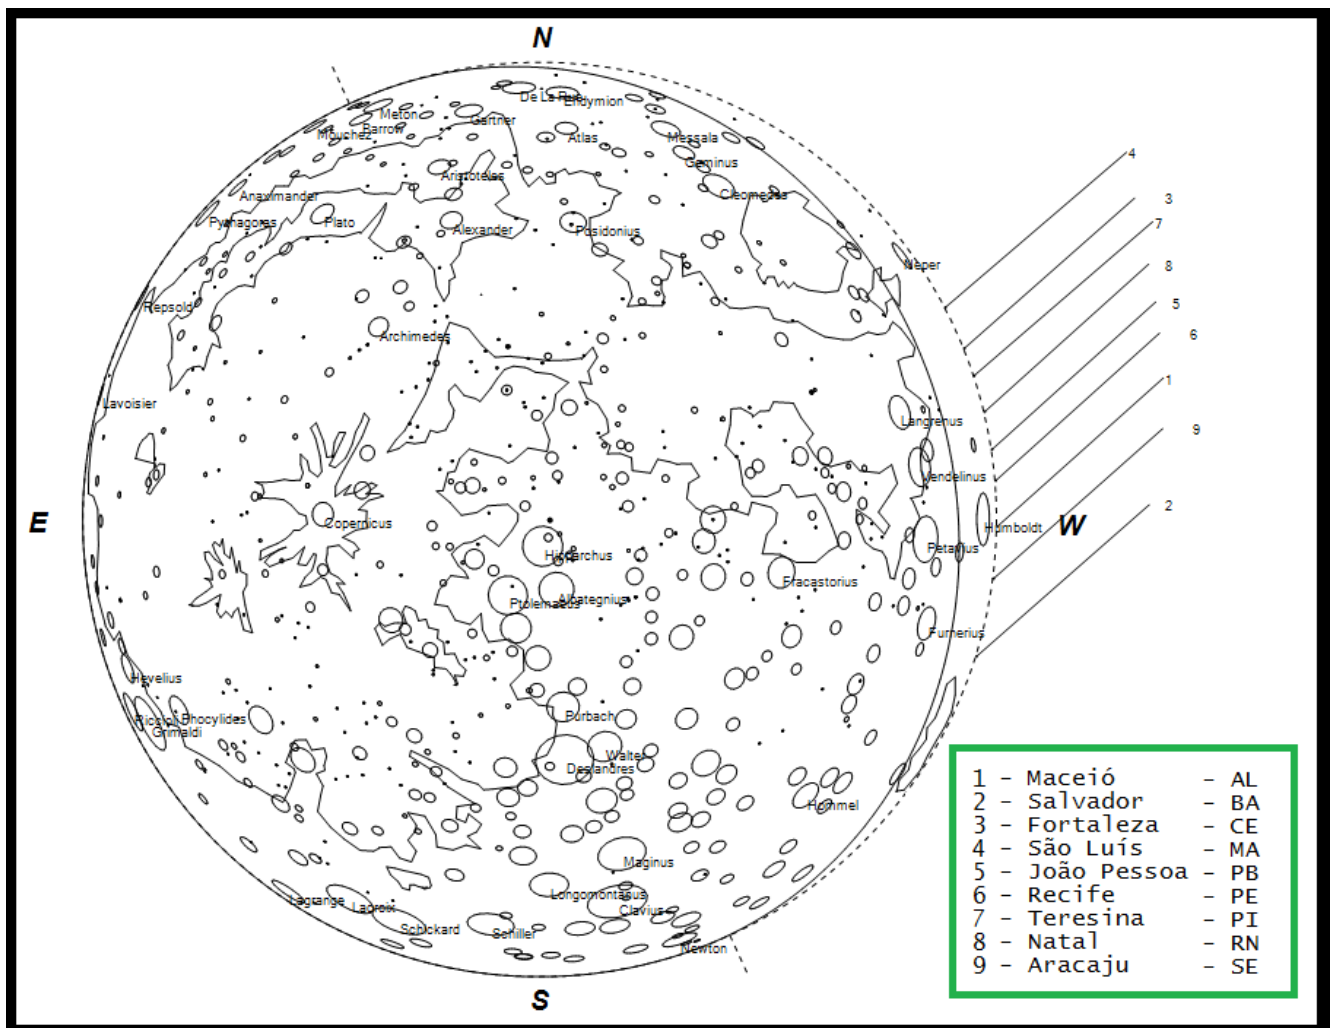 N
De La Rue
Endymion
Meton
Gartner
Barrow
Mouchez
Atlas
Messala
4
Geminus
Aristoteles
Anaximander
Cleomedes
3
Pythagoras
Plato
Alexander
Posidonius
7
Neper
8
Repsold
5
Archimedes
6
1
Lavoisier
Langrenus
9
Vendelinus
2
E
Copernicus
Humboldt
W
Hipparchus
Petavius
Fracastorius
Ptolemaeus
Albategnius
Furnerius
Hevelius
Riccioli
Phocylides
Purbach
Grimaldi
Walter
Deslandres
Hommel
Maginus
Lagrange
Longomontanus
Lacroix
Clavius
Schickard
Schiller
Newton
S
1 - Maceió - AL
2 - Salvador - BA
3 - Fortaleza - CE
4 - São Luís - MA
5 - João Pessoa - PB
6 - Recife - PE
7 - Teresina - PI
8 - Natal - RN
9 - Aracaju - SE